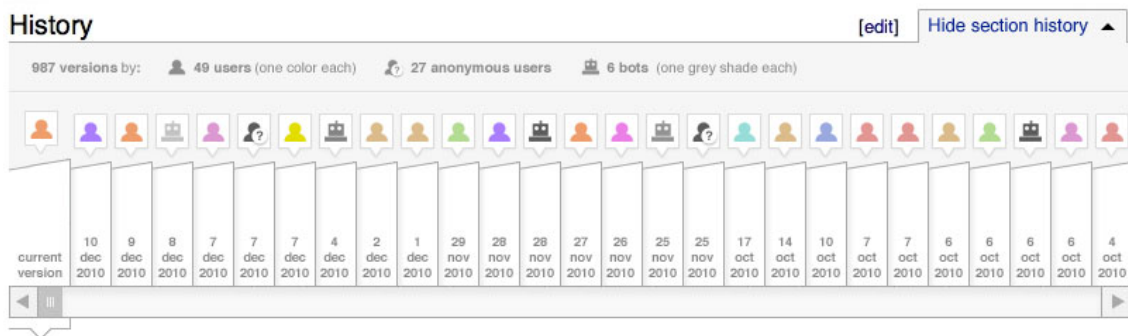 History [edit] Hide section history
987 versions by: 49 users (one color each) 27 anonymous users 6 bots (one grey shade each)
10 9 8 7 7 7 4 2 1 29 28 28 27 26 25 25 17 14 10 7 7 6 6 6 6 4
current dec dec dec dec dec dec dec dec dec nov nov nov nov nov nov nov oct oct oct oct oct oct oct oct oct oct
version 2010 2010 2010 2010 2010 2010 2010 2010 2010 2010 2010 2010 2010 2010 2010 2010 2010 2010 2010 2010 2010 2010 2010 2010 2010 2010